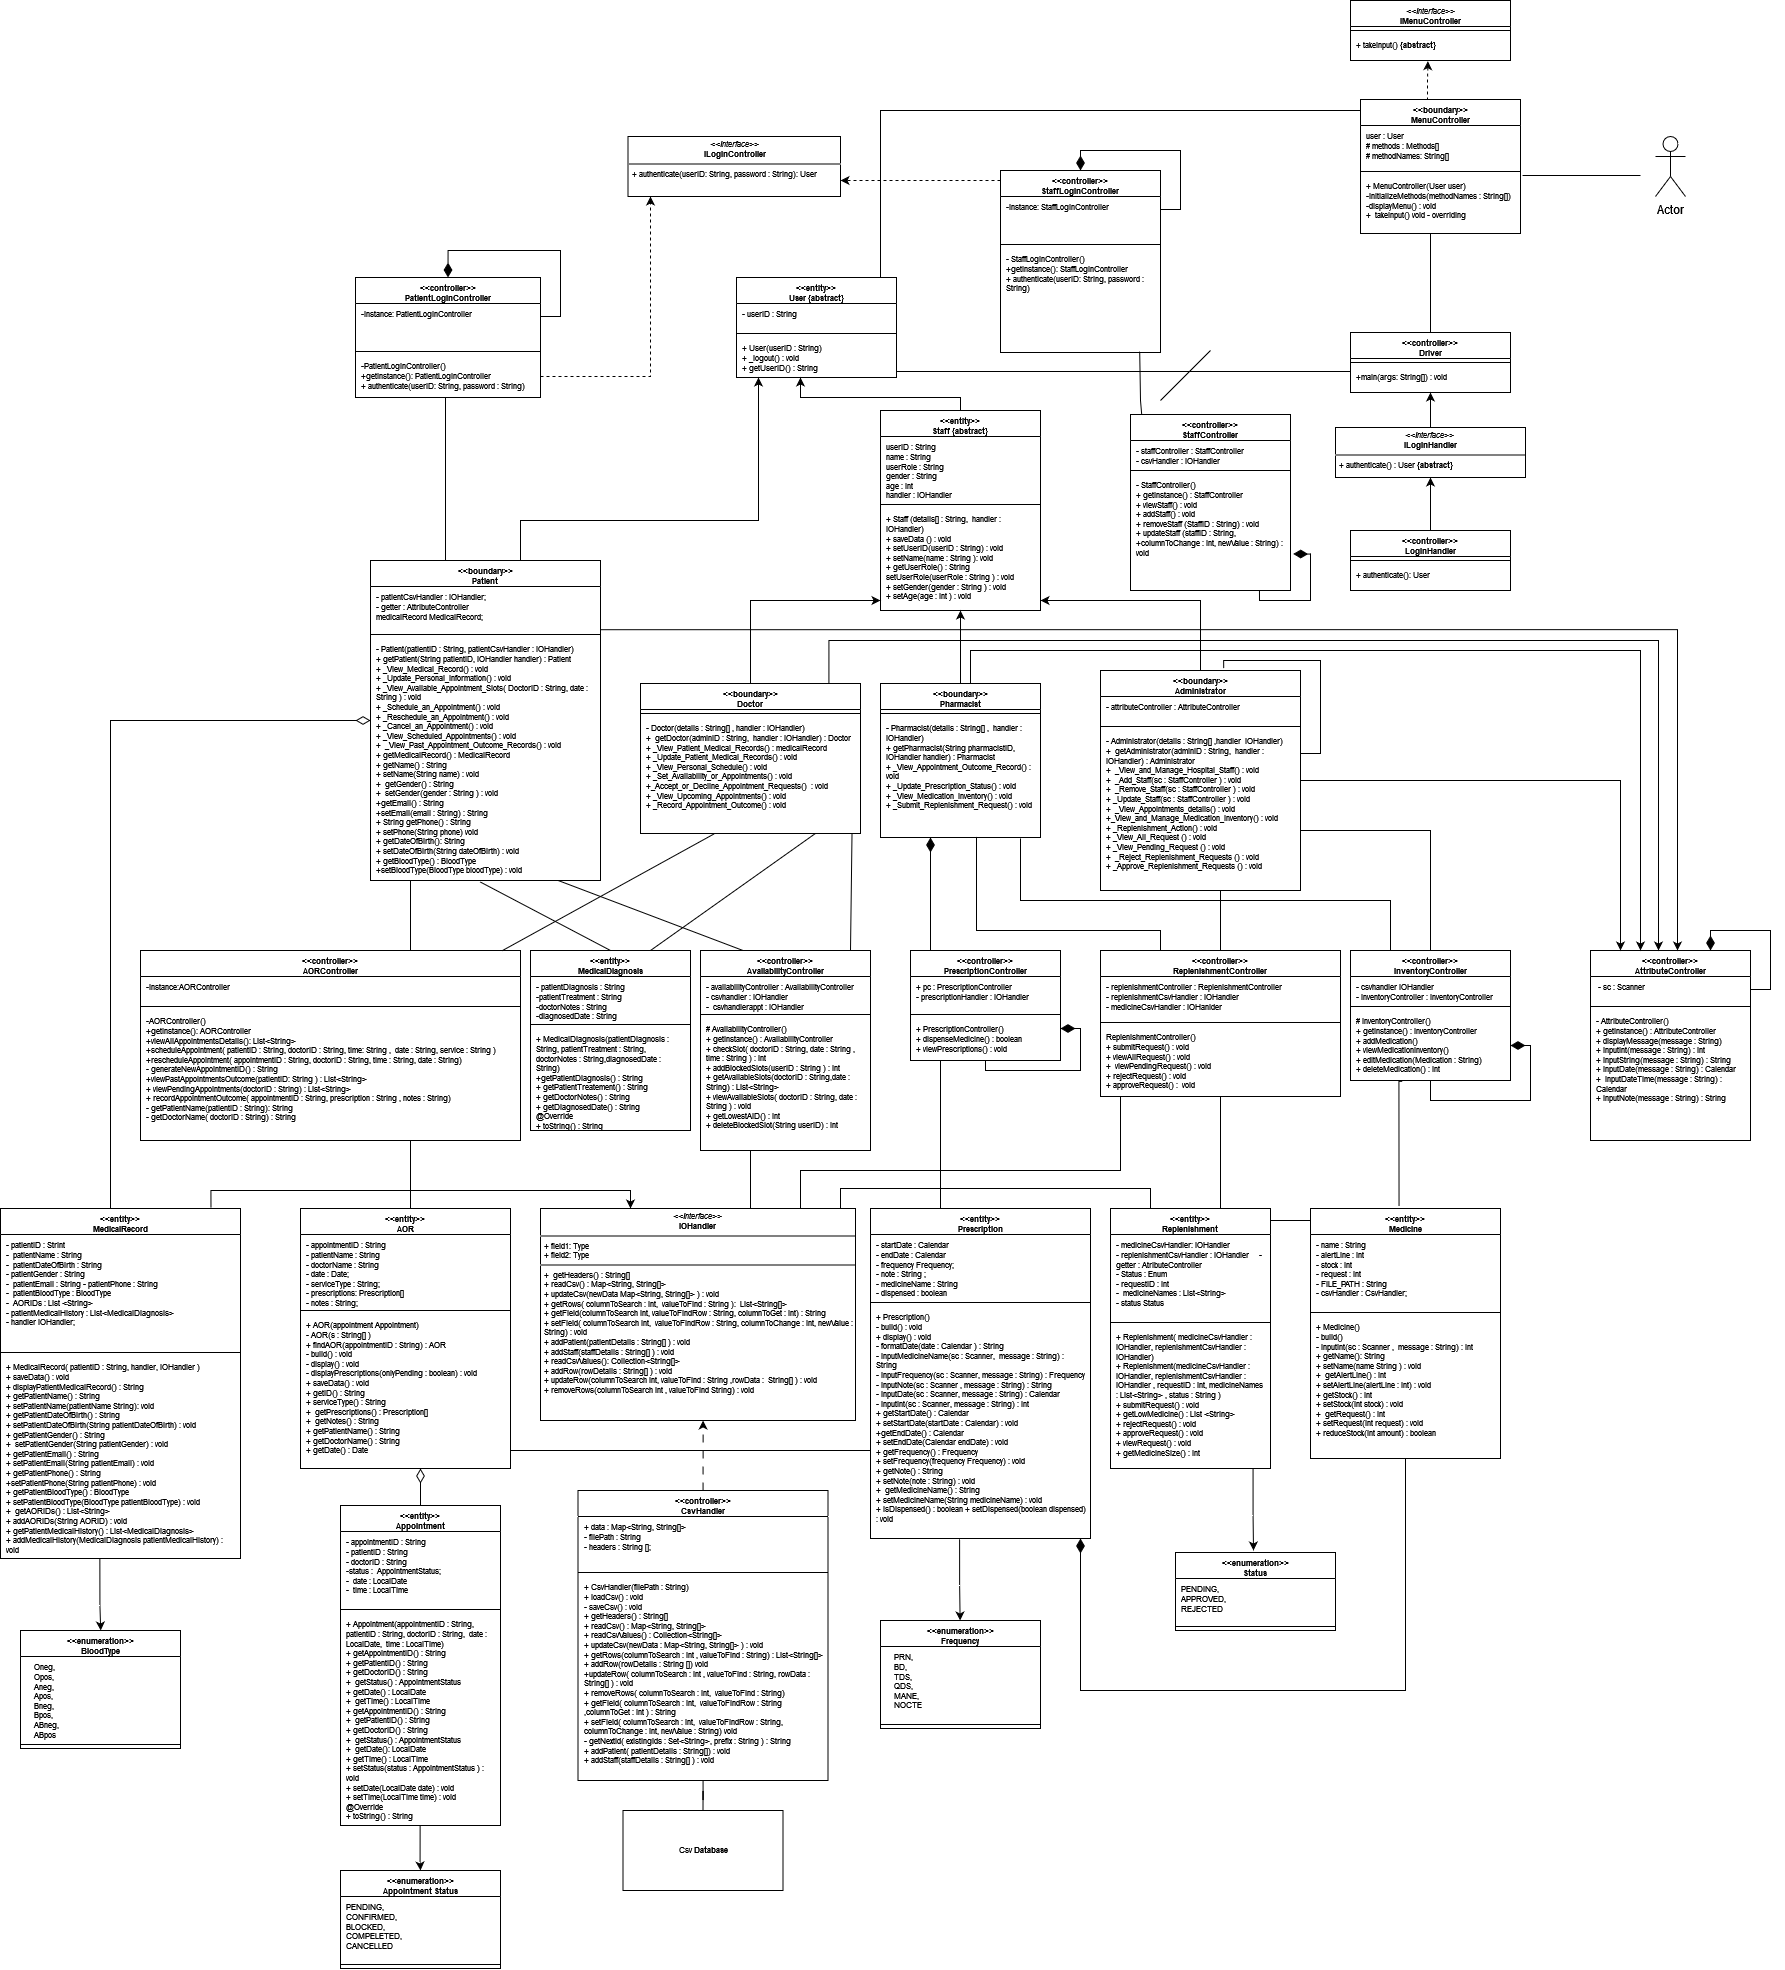 <<Interface>>
IMenuController
+ takeInput() {abstract}
<<boundary>>
MenuController
user : User
# methods : Methods[]
# methodNames: String[]
+ MenuController(User user)
-initializeMethods(methodNames : String[])
-displayMenu() : void
+ takeInput() void - overriding
Actor
<<Interface>>
ILoginController
+ authenticate(userID: String, password : String): User
<<controller>>
StaffLoginController
-instance: StaffLoginController
- StaffLoginController()
+getInstance(): StaffLoginController
+ authenticate(userID: String, password :
String)
<<controller>>
PatientLoginController
-instance: PatientLoginController
-PatientLoginController()
+getInstance(): PatientLoginController
+ authenticate(userID: String, password : String)
<<entity>>
User {abstract}
- userID : String
+ User(userID : String)
+ _logout() : void
+ getUserID() : String
<<controller>>
Driver
+main(args: String[]) : void
<<Interface>>
ILoginHandler
+ authenticate() : User {abstract}
<<controller>>
LoginHandler
+ authenticate(): User
<<entity>>
Staff {abstract}
userID : String
name : String
userRole : String
gender : String
age : int
handler : IOHandler
+ Staff (details[] : String, handler :
IOHandler)
+ saveData () : void
+ setUserID(userID : String) : void
+ setName(name : String ): void
+ getUserRole() : String
setUserRole(userRole : String ) : void
+ setGender(gender : String ) : void
+ setAge(age : int ) : void
<<controller>>
StaffController
- staffController : StaffController
- csvHandler : IOHandler
- StaffController()
+ getInstance() : StaffController
+ viewStaff() : void
+ addStaff() : void
+ removeStaff (StaffID : String) : void
+ updateStaff (staffID : String,
+columnToChange : int, newValue : String) :
void
<<boundary>>
Patient
- patientCsvHandler : IOHandler;
- getter : AttributeController
medicalRecord MedicalRecord;
- Patient(patientID : String, patientCsvHandler : IOHandler)
+ getPatient(String patientID, IOHandler handler) : Patient
+ _View_Medical_Record() : void
+ _Update_Personal_Information() : void
+ _View_Available_Appointment_Slots( DoctorID : String, date :
String ) : void
+ _Schedule_an_Appointment() : void
+ _Reschedule_an_Appointment() : void
+ _Cancel_an_Appointment() : void
+ _View_Scheduled_Appointments() : void
+ _View_Past_Appointment_Outcome_Records() : void
+ getMedicalRecord() : MedicalRecord
+ getName() : String
+ setName(String name) : void
+ getGender() : String
+ setGender(gender : String ) : void
+getEmail() : String
+setEmail(email : String) : String
+ String getPhone() : String
+ setPhone(String phone) void
+ getDateOfBirth(): String
+ setDateOfBirth(String dateOfBirth) : void
+ getBloodType() : BloodType
+setBloodType(BloodType bloodType) : void
<<boundary>>
Doctor
- Doctor(details : String[] , handler : IOHandler)
+ getDoctor(adminID : String, handler : IOHandler) : Doctor
+ _View_Patient_Medical_Records() : medicalRecord
+ _Update_Patient_Medical_Records() : void
+ _View_Personal_Schedule() : void
+ _Set_Availability_or_Appointments() : void
+ _Accept_or_Decline_Appointment_Requests() : void
+ _View_Upcoming_Appointments() : void
+ _Record_Appointment_Outcome() : void
<<boundary>>
Pharmacist
- Pharmacist(details : String[] , handler :
IOHandler)
+ getPharmacist(String pharmacistID,
IOHandler handler) : Pharmacist
+ _View_Appointment_Outcome_Record() :
void
+ _Update_Prescription_Status() : void
+ _View_Medication_Inventory() : void
+ _Submit_Replenishment_Request() : void
<<boundary>>
Administrator
- attributeController : AttributeController
- Administrator(details : String[] ,handler IOHandler)
+ getAdministrator(adminID : String, handler :
IOHandler) : Administrator
+ _View_and_Manage_Hospital_Staff() : void
+ _Add_Staff(sc : StaffController ) : void
+ _Remove_Staff(sc : StaffController ) : void
+ _Update_Staff(sc : StaffController ) : void
+ _View_Appointments_details() : void
+_View_and_Manage_Medication_Inventory() : void
+ _Replenishment_Action() : void
+ _View_All_Request () : void
+ _View_Pending_Request () : void
+ _Reject_Replenishment_Requests () : void
+ _Approve_Replenishment_Requests () : void
<<controller>>
AORController
-instance:AORController
-AORController()
+getInstance(): AORController
+viewAllAppointmentsDetails(): List<String>
+scheduleAppointment( patientID : String, doctorID : String, time: String , date : String, service : String )
+rescheduleAppointment( appointmentID : String, doctorID : String, time : String, date : String)
- generateNewAppointmentID() : String
+viewPastAppointmentsOutcome(patientID: String ) : List<String>
+ viewPendingAppointments(doctorID : String) : List<String>
+ recordAppointmentOutcome( appointmentID : String, prescription : String , notes : String)
- getPatientName(patientID : String): String
- getDoctorName( doctorID : String) : String
<<entity>>
MedicalDiagnosis
- patientDiagnosis : String
-patientTreatment : String
-doctorNotes : String
-diagnosedDate : String
+ MedicalDiagnosis(patientDiagnosis :
String, patientTreatment : String,
doctorNotes : String,diagnosedDate :
String)
+getPatientDiagnosis() : String
+ getPatientTreatement() : String
+ getDoctorNotes() : String
+ getDiagnosedDate() : String
@Override
+ toString() : String
<<controller>>
AvailabilityController
- availabilityController : AvailabilityController
- csvhandler : IOHandler
- csvhandlerappt : IOHandler
# AvailabilityController()
+ getInstance() : AvailabilityController
+ checkSlot( doctorID : String, date : String ,
time : String ) : int
+ addBlockedSlots(userID : String ) : int
+ getAvailableSlots(doctorID : String,date :
String) : List<String>
+ viewAvailableSlots( doctorID : String, date :
String ) : void
+ getLowestAID() : int
+ deleteBlockedSlot(String userID) : int
<<controller>>
PrescriptionController
+ pc : PrescriptionController
- prescriptionHandler : IOHandler
+ PrescriptionController()
+ dispenseMedicine() : boolean
+ viewPrescriptions() : void
<<controller>>
ReplenishmentController
- replenishmentController : ReplenishmentController
- replenishmentCsvHandler : IOHandler
- medicineCsvHandler : IOHanlder
ReplenishmentController()
+ submitRequest() : void
+ viewAllRequest() : void
+ viewPendingRequest() : void
+ rejectRequest() : void
+ approveRequest() : void
<<controller>>
InventoryController
- csvhandler IOHandler
- inventoryController : InventoryController
# InventoryController()
+ getInstance() : InventoryController
+ addMedication()
+ viewMedicationInventory()
+ editMedication(Medication : String)
+ deleteMedication() : int
<<controller>>
AttributeController
- sc : Scanner
- AttributeController()
+ getInstance() : AttributeController
+ displayMessage(message : String)
+ inputInt(message : String) : int
+ inputString(message : String) : String
+ inputDate(message : String) : Calendar
+ inputDateTime(message : String) :
Calendar
+ inputNote(message : String) : String
<<entity>>
MedicalRecord
- patientID : Strint
- patientName : String
- patientDateOfBirth : String
- patientGender : String
- patientEmail : String - patientPhone : String
- patientBloodType : BloodType
- AORIDs : List <String>
- patientMedicalHistory : List<MedicalDiagnosis>
- handler IOHandler;
+ MedicalRecord( patientID : String, handler, IOHandler )
+ saveData() : void
+ displayPatientMedicalRecord() : String
+ getPatientName() : String
+ setPatientName(patientName String): void
+ getPatientDateOfBirth() : String
+ setPatientDateOfBirth(String patientDateOfBirth) : void
+ getPatientGender() : String
+ setPatientGender(String patientGender) : void
+ getPatientEmail() : String
+ setPatientEmail(String patientEmail) : void
+ getPatientPhone() : String
+setPatientPhone(String patientPhone) : void
+ getPatientBloodType() : BloodType
+ setPatientBloodType(BloodType patientBloodType) : void
+ getAORIDs() : List<String>
+ addAORIDs(String AORID) : void
+ getPatientMedicalHistory() : List<MedicalDiagnosis>
+ addMedicalHistory(MedicalDiagnosis patientMedicalHistory) :
void
<<entity>>
AOR
- appointmentID : String
- patientName : String
- doctorName : String
- date : Date;
- serviceType : String;
- prescriptions: Prescription[]
- notes : String;
+ AOR(appointment Appointment)
- AOR(s : String[] )
+ findAOR(appointmentID : String) : AOR
- build() : void
- display() : void
- displayPrescriptions(onlyPending : boolean) : void
+ saveData() : void
+ getID() : String
+ serviceType() : String
+ getPrescriptions() : Prescription[]
+ getNotes() : String
+ getPatientName() : String
+ getDoctorName() : String
+ getDate() : Date
<<Interface>>
IOHandler
+ field1: Type
+ field2: Type
+ getHeaders() : String[]
+ readCsv() : Map<String, String[]>
+ updateCsv(newData Map<String, String[]> ) : void
+ getRows( columnToSearch : int, valueToFind : String ): List<String[]>
+ getField(columnToSearch int, valueToFindRow : String, columnToGet : int) : String
+ setField( columnToSearch : int, valueToFindRow : String, columnToChange : int, newValue :
String) : void
+ addPatient(patientDetails : String[] ) : void
+ addStaff(staffDetails : String[] ) : void
+ readCsvValues(): Collection<String[]>
+ addRow(rowDetails : String[] ) : void
+ updateRow(columnToSearch : int, valueToFind : String ,rowData : String[] ) : void
+ removeRows(columnToSearch int , valueToFind String) : void
<<entity>>
Prescription
- startDate : Calendar
- endDate : Calendar
- frequency Frequency;
- note : String ;
- medicineName : String
- dispensed : boolean
+ Prescription()
- build() : void
+ display() : void
- formatDate(date : Calendar ) : String
- inputMedicineName(sc : Scanner, message : String) :
String
- inputFrequency(sc : Scanner, message : String) : Frequency
- inputNote(sc : Scanner , message : String) : String
- inputDate(sc : Scanner, message : String) : Calendar
- inputInt(sc : Scanner, message : String) : int
+ getStartDate() : Calendar
+ setStartDate(startDate : Calendar) : void
+getEndDate() : Calendar
+ setEndDate(Calendar endDate) : void
+ getFrequency() : Frequency
+ setFrequency(frequency Frequency) : void
+ getNote() : String
+ setNote(note : String) : void
+ getMedicineName() : String
+ setMedicineName(String medicineName) : void
+ isDispensed() : boolean + setDispensed(boolean dispensed)
: void
<<entity>>
Replenishment
- medicineCsvHandler: IOHandler
- replenishmentCsvHandler : IOHandler -
getter : AtributeController
- Status : Enum
- requestID : int
- medicineNames : List<String>
- status Status
+ Replenishment( medicineCsvHandler :
IOHandler, replenishmentCsvHandler :
IOHandler)
+ Replenishment(medicineCsvHandler :
IOHandler, replenishmentCsvHandler :
IOHandler , requestID : int, medicineNames
: List<String> , status : String )
+ submitRequest() : void
+ getLowMedicine() : List <String>
+ rejectRequest() : void
+ approveRequest() : void
+ viewRequest() : void
+ getMedicineSize() : int
<<entity>>
Medicine
- name : String
- alertLine : int
- stock : int
- request : int
- FILE_PATH : String
- csvHandler : CsvHandler;
+ Medicine()
- build()
- inputInt(sc : Scanner , message : String) : int
+ getName(): String
+ setName(name String ) : void
+ getAlertLine() : int
+ setAlertLine(alertLine : int) : void
+ getStock() : int
+ setStock(int stock) : void
+ getRequest() : int
+ setRequest(int request) : void
+ reduceStock(int amount) : boolean
<<controller>>
CsvHandler
+ data : Map<String, String[]>
- filePath : String
- headers : String [];
+ CsvHandler(filePath : String)
+ loadCsv() : void
- saveCsv() : void
+ getHeaders() : String[]
+ readCsv() : Map<String, String[]>
+ readCsvValues() : Collection<String[]>
+ updateCsv(newData : Map<String, String[]> ) : void
+ getRows(columnToSearch : int , valueToFind : String) : List<String[]>
+ addRow(rowDetails : String []) void
+updateRow( columnToSearch : int , valueToFind : String, rowData :
String[] ) : void
+ removeRows( columnToSearch : int, valueToFind : String)
+ getField( columnToSearch : int, valueToFindRow : String
,columnToGet : int ) : String
+ setField( columnToSearch : int, valueToFindRow : String,
columnToChange : int, newValue : String) void
- getNextId( existingIds : Set<String>, prefix : String ) : String
+ addPatient( patientDetails : String[]) : void
+ addStaff(staffDetails : String[] ) : void
<<entity>>
Appointment
- appointmentID : String
- patientID : String
- doctorID : String
-status : AppointmentStatus;
- date : LocalDate
- time : LocalTime
+ Appointment(appointmentID : String,
patientID : String, doctorID : String, date :
LocalDate, time : LocalTime)
+ getAppointmentID() : String
+ getPatientID() : String
+ getDoctorID() : String
+ getStatus() : AppointmentStatus
+ getDate() : LocalDate
+ getTime() : LocalTime
+ getAppointmentID() : String
+ getPatientID() : String
+ getDoctorID() : String
+ getStatus() : AppointmentStatus
+ getDate(): LocalDate
+ getTime() : LocalTime
+ setStatus(status : AppointmentStatus ) :
void
+ setDate(LocalDate date) : void
+ setTime(LocalTime time) : void
@Override
+ toString() : String
<<enumeration>>
Status
PENDING,
APPROVED,
REJECTED
<<enumeration>>
BloodType
Oneg,
Opos,
Aneg,
Apos,
Bneg,
Bpos,
ABneg,
ABpos
<<enumeration>>
Frequency
PRN,
BD,
TDS,
QDS,
MANE,
NOCTE
Csv Database
<<enumeration>>
Appointment Status
PENDING,
CONFIRMED,
BLOCKED,
COMPELETED,
CANCELLED